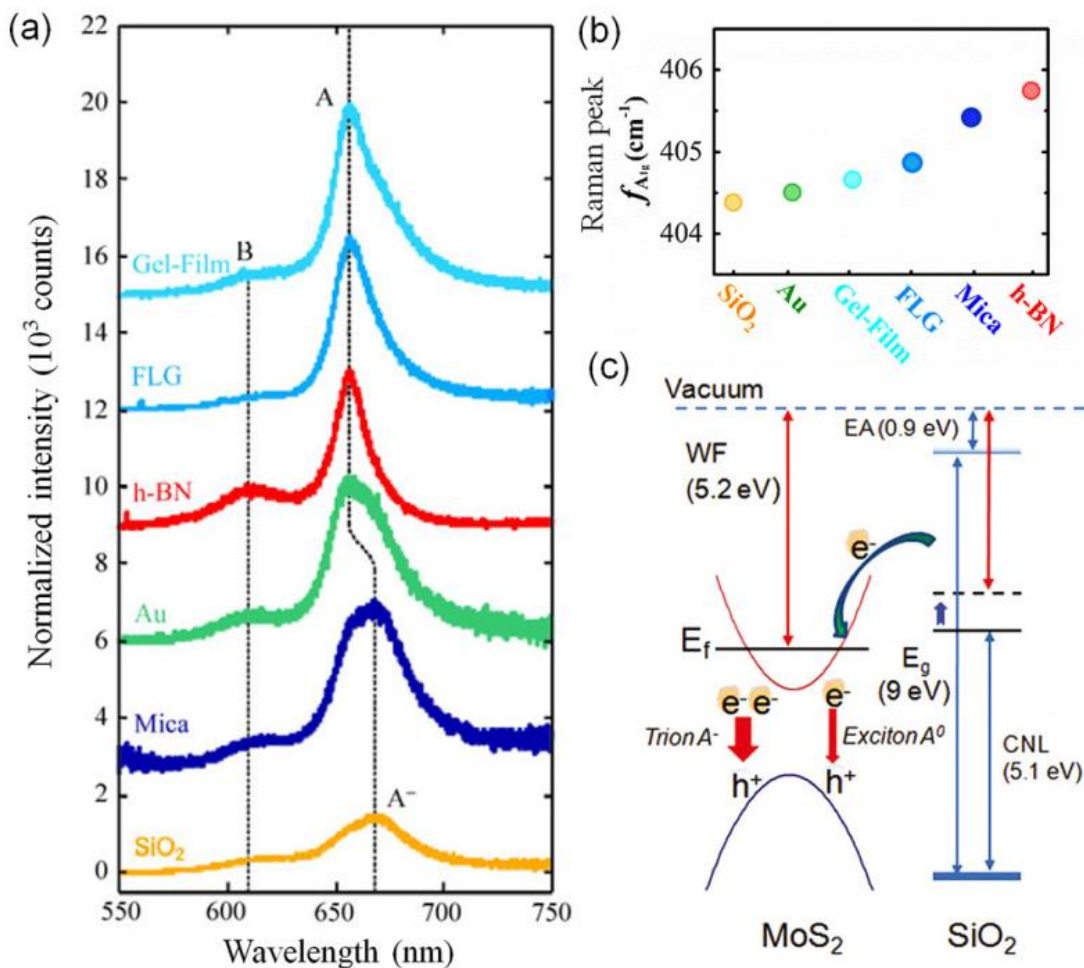 (a)
Normalized intensity (10³ counts)
22
20
18
16
14
12
10
8
6
4
2
0
A
B
Gel-Film
FLG
h-BN
Au
Mica
A⁻
SiO₂
550
600
650
700
750
Wavelength (nm)
(b)
Raman peak
f_A₁g (cm⁻¹)
406
405
404
SiO₂
Au
Gel-Film
FLG
Mica
h-BN
(c)
Vacuum
EA (0.9 eV)
WF
(5.2 eV)
e⁻
E_f
E_g
(9 eV)
e⁻ e⁻
e⁻
Trion A⁻
Exciton A⁰
CNL
(5.1 eV)
h⁺
h⁺
MoS₂
SiO₂